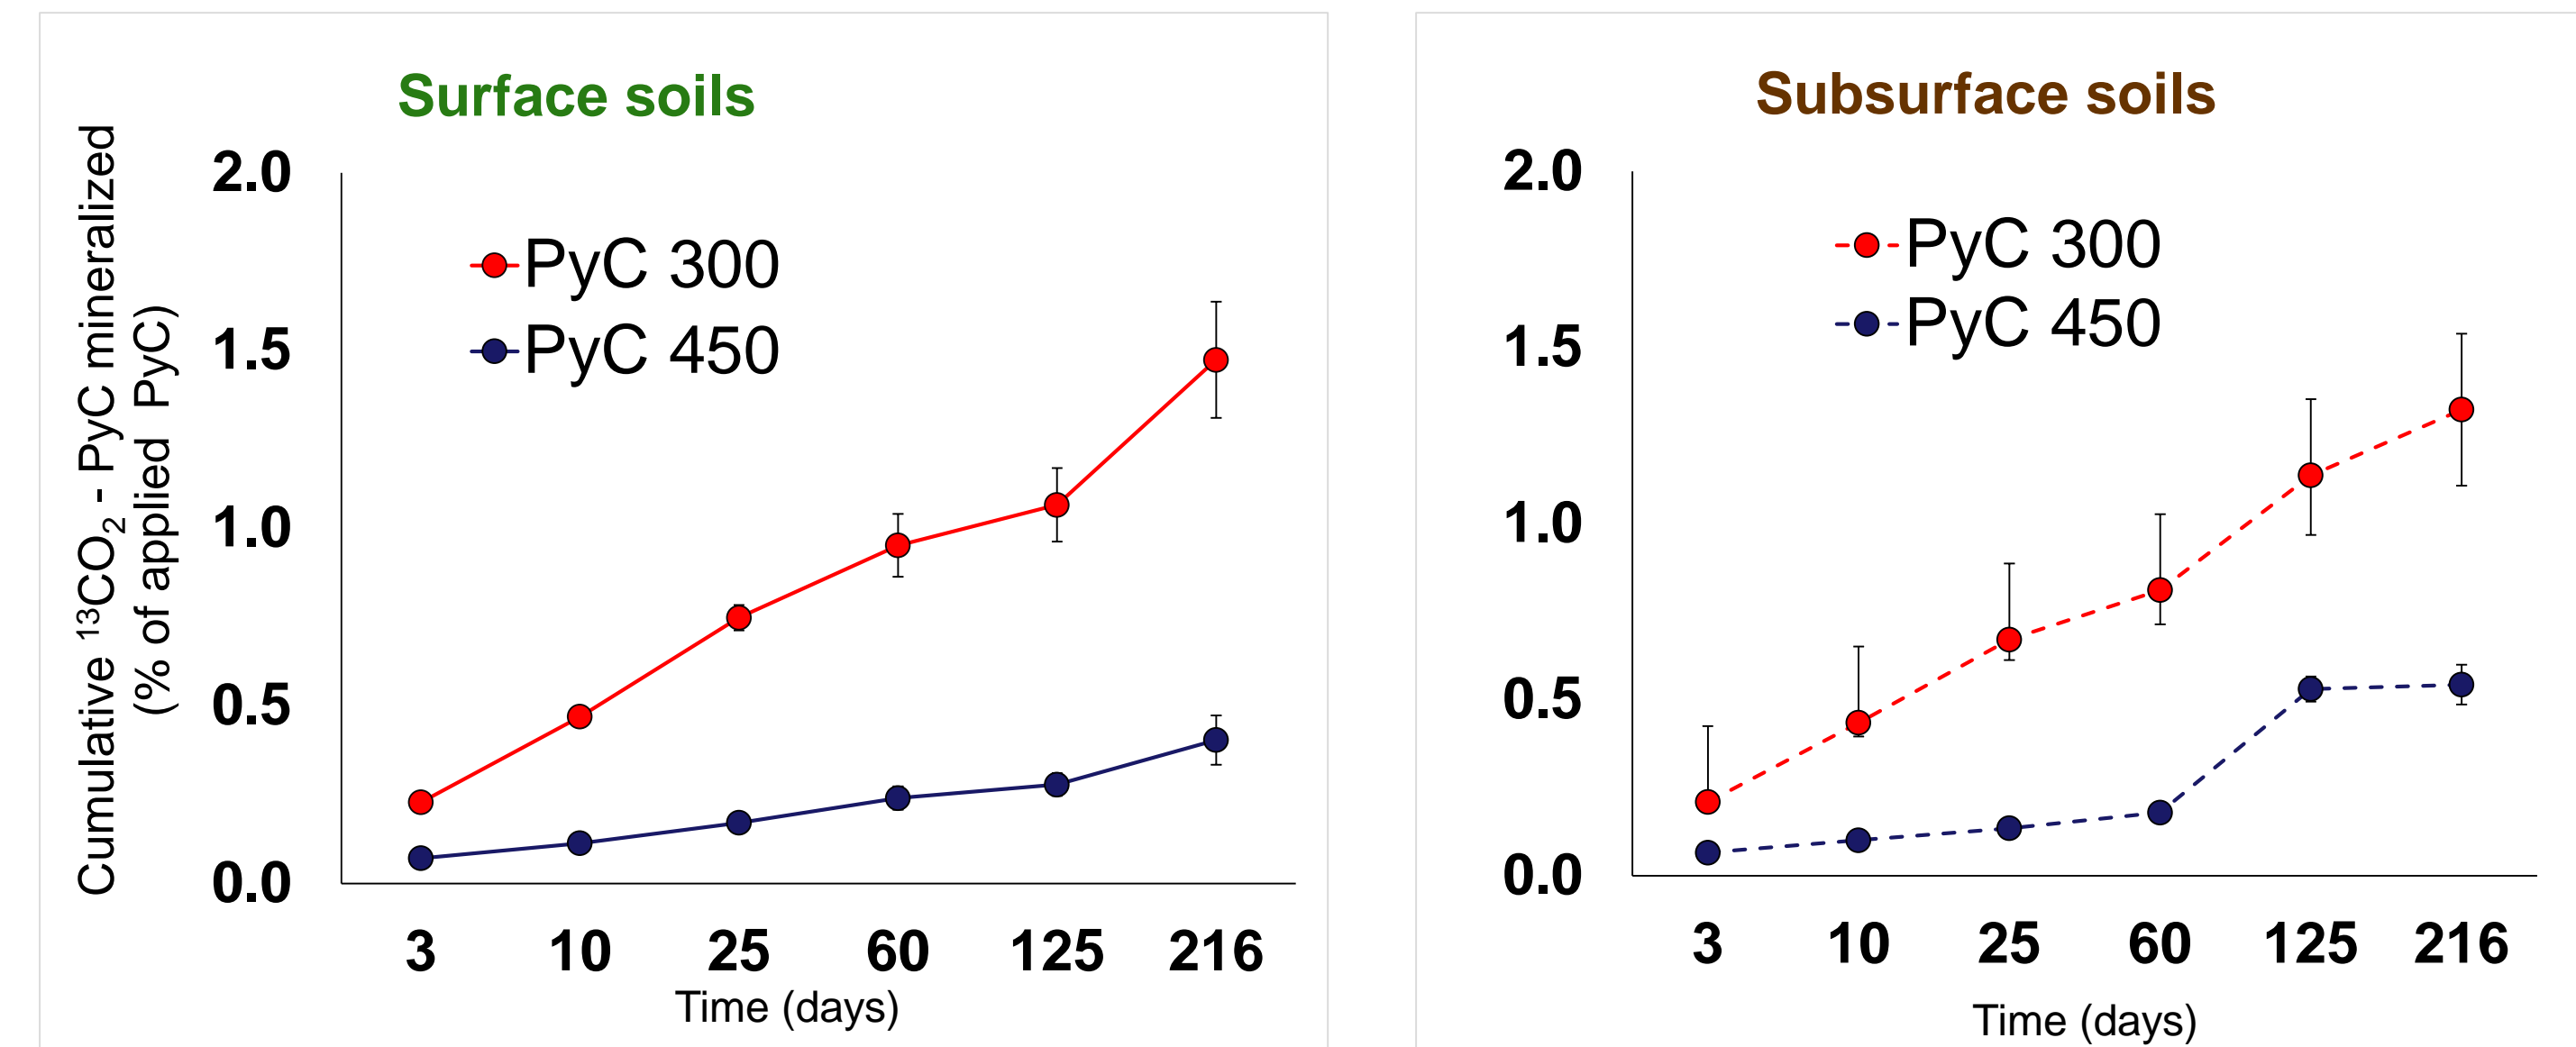 Surface soils
Cumulative ¹³CO₂ - PyC mineralized
(% of applied PyC)
2.0
1.5
1.0
0.5
0.0
PyC 300
PyC 450
3 10 25 60 125 216
Time (days)
Subsurface soils
2.0
1.5
1.0
0.5
0.0
PyC 300
PyC 450
3 10 25 60 125 216
Time (days)